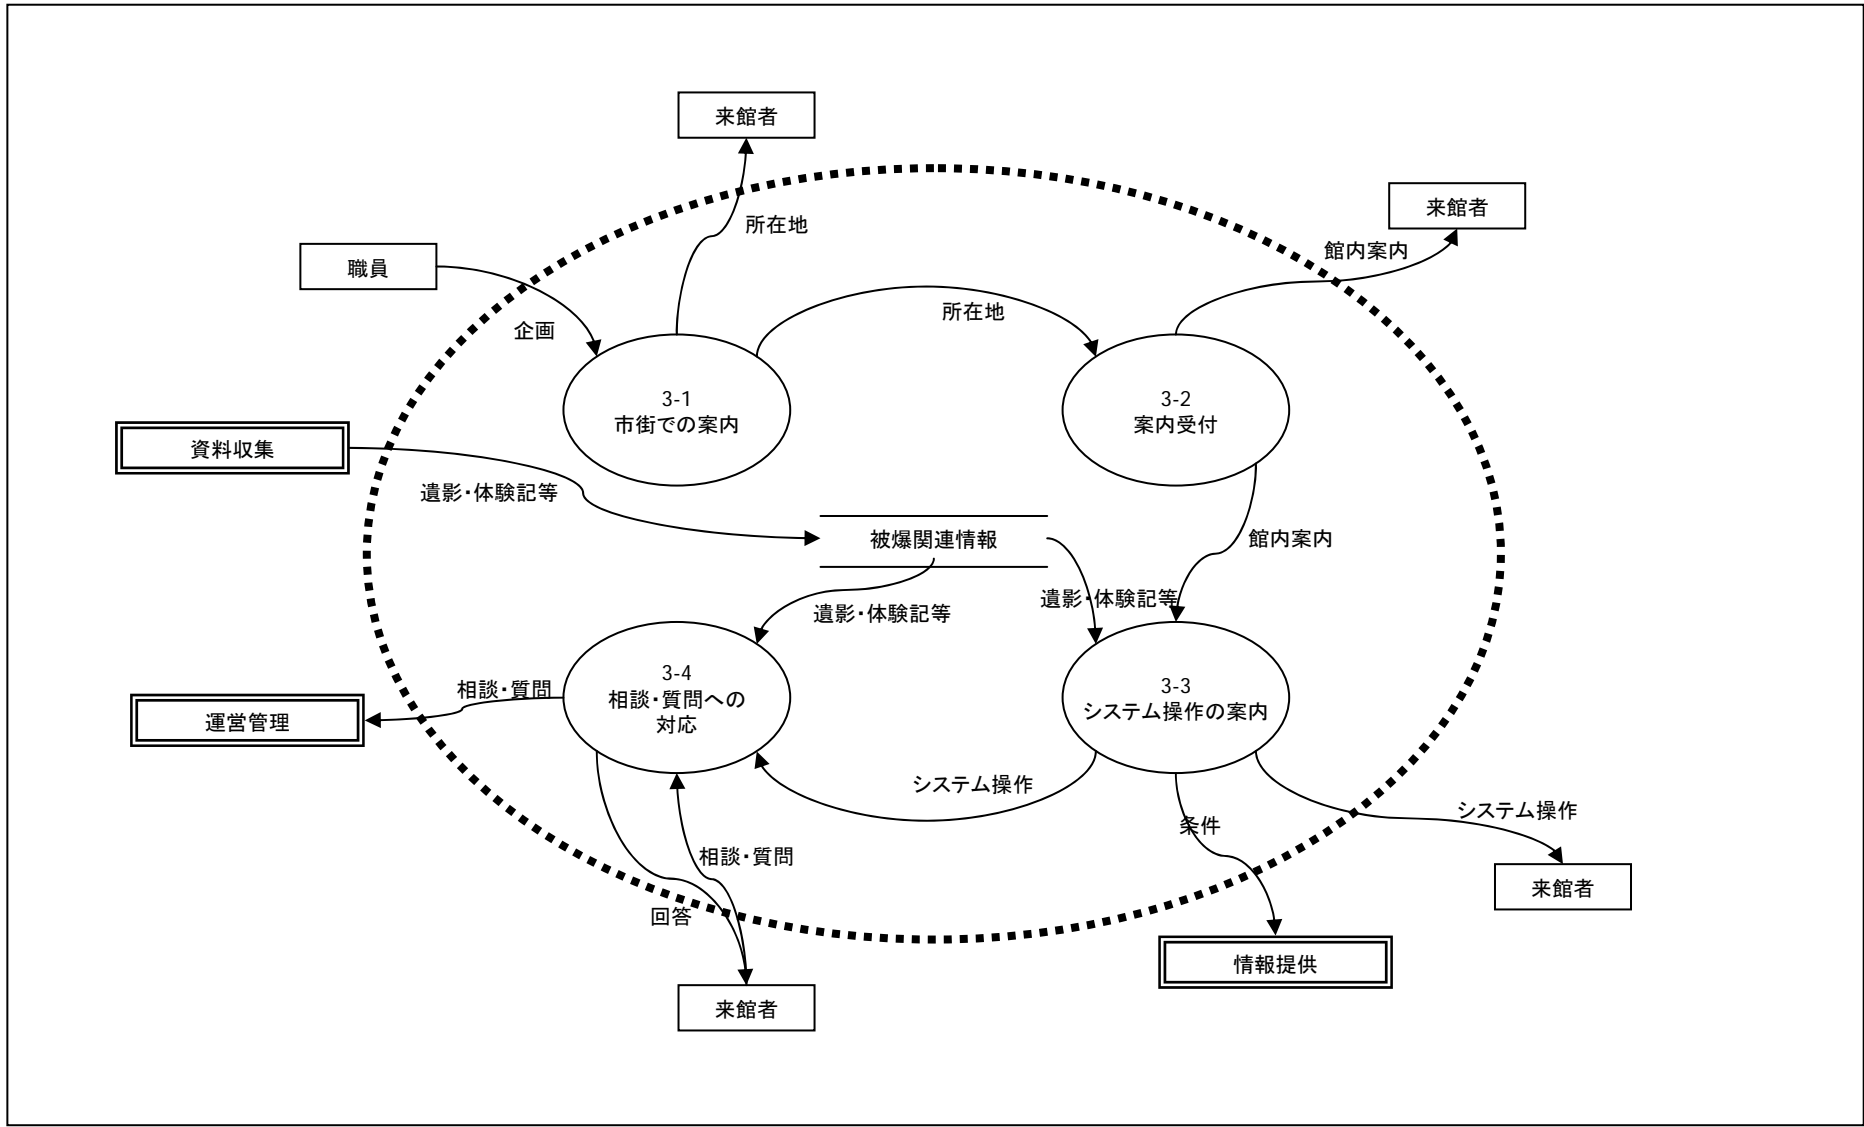 来館者
来館者
所在地
館内案内
職員
所在地
企画
3-1
市街での案内
3-2
案内受付
資料収集
遺影・体験記等
被爆関連情報
館内案内
遺影・体験記等
遺影・体験記等
3-4
相談・質問への
対応
3-3
システム操作の案内
相談・質問
運営管理
システム操作
システム操作
条件
相談・質問
来館者
回答
情報提供
来館者